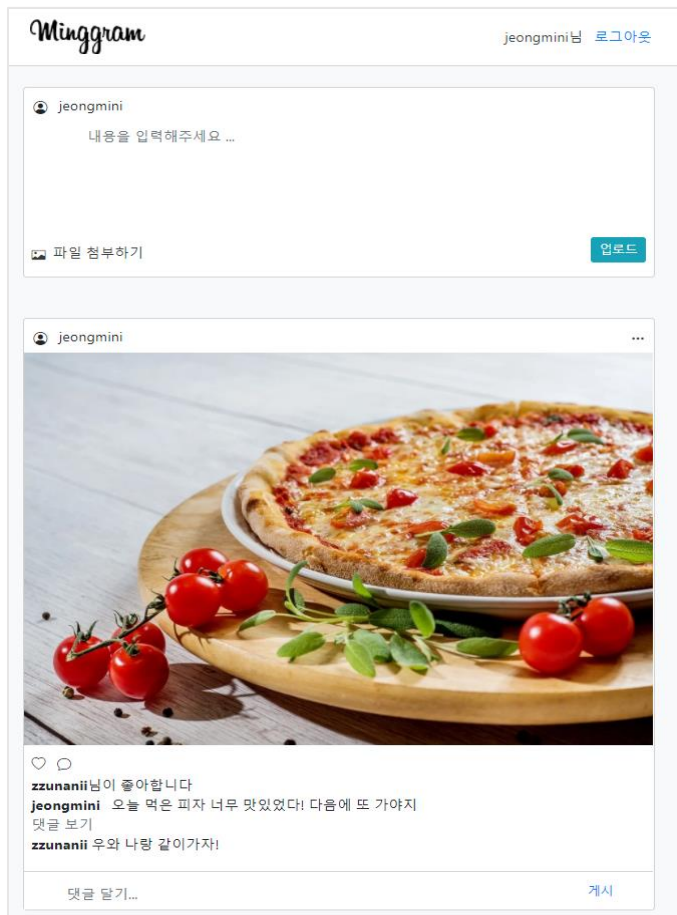 Minggram
jeongmini님 로그아웃
jeongmini
내용을 입력해주세요 ...
파일 첨부하기
업로드
jeongmini
...
zzunanii님이 좋아합니다
jeongmini 오늘 먹은 피자 너무 맛있었다! 다음에 또 가야지
댓글 보기
zzunanii 우와 나랑 같이가자!
댓글 달기...
게시